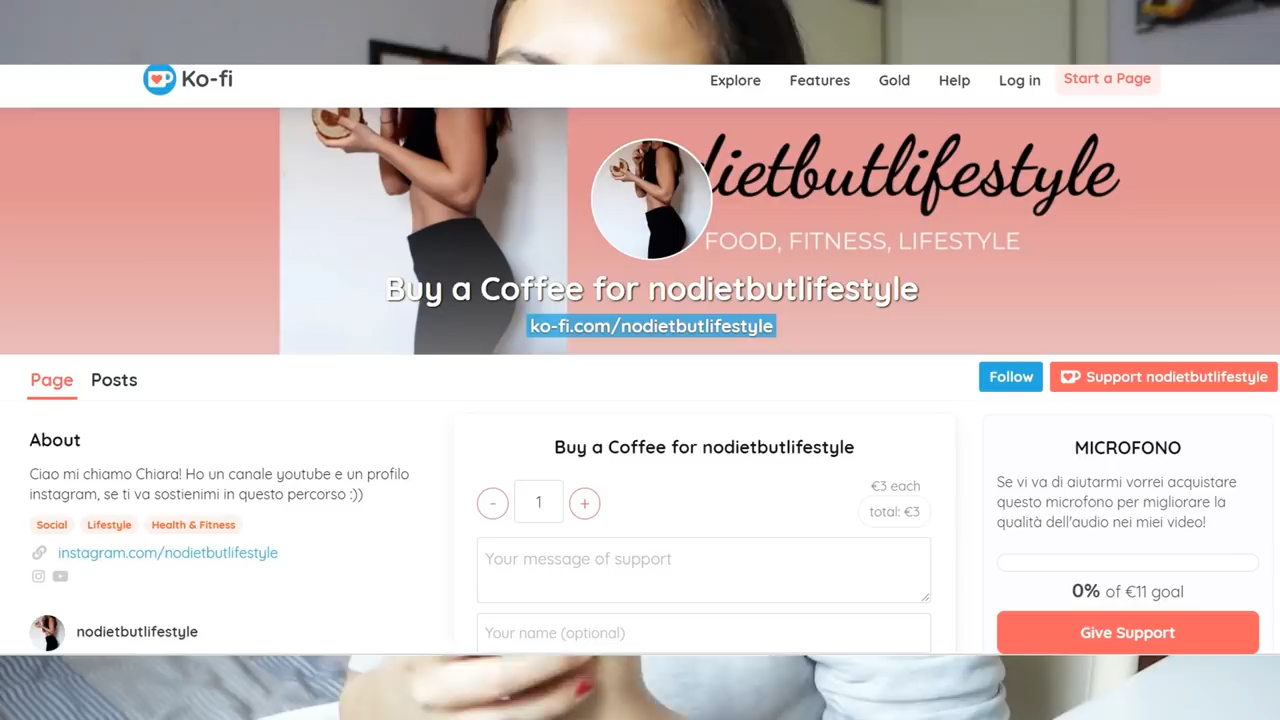 Ko-fi
Explore
Features
Gold
Help
Log in
Start a Page
dietbutlifestyle
FOOD, FITNESS, LIFESTYLE
Buy a Coffee for nodietbutlifestyle
ko-fi.com/nodietbutlifestyle
Page
Posts
Follow
Support nodietbutlifestyle
About
Ciao mi chiamo Chiara! Ho un canale youtube e un profilo
instagram, se ti va sostienimi in questo percorso :))
Social
Lifestyle
Health & Fitness
instagram.com/nodietbutlifestyle
nodietbutlifestyle
Buy a Coffee for nodietbutlifestyle
-
1
+
€3 each
total: €3
Your message of support
Your name (optional)
MICROFONO
Se vi va di aiutarmi vorrei acquistare
questo microfono per migliorare la
qualità dell'audio nei miei video!
0% of €11 goal
Give Support